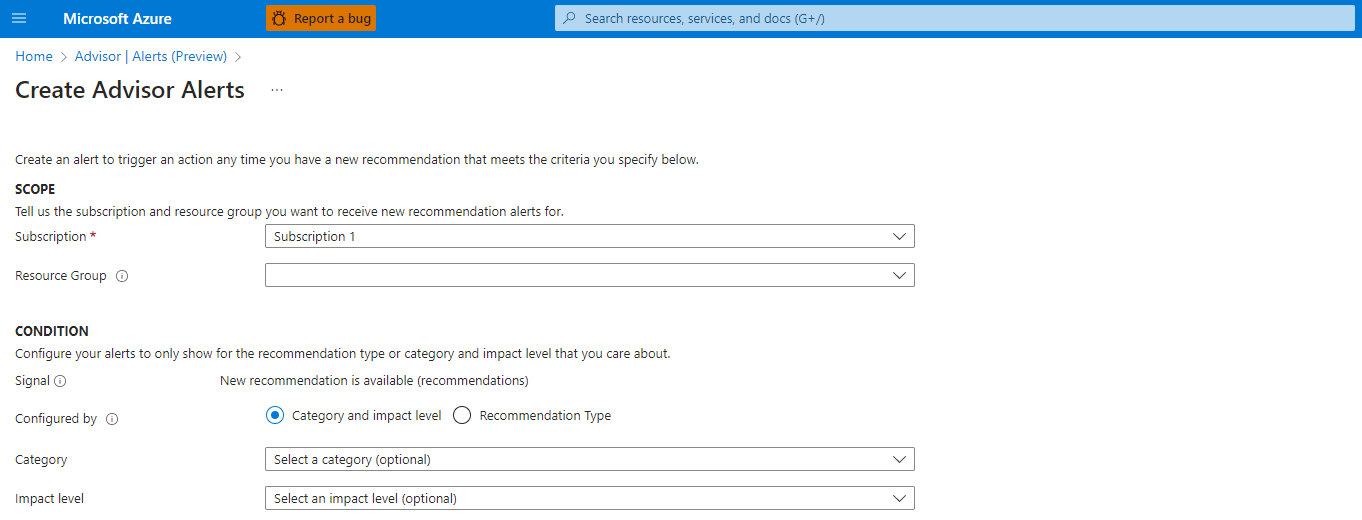 Microsoft Azure Report a bug Search resources, services, and docs (G+/)
Home > Advisor | Alerts (Preview) >
Create Advisor Alerts ...
Create an alert to trigger an action any time you have a new recommendation that meets the criteria you specify below.
SCOPE
Tell us the subscription and resource group you want to receive new recommendation alerts for.
Subscription * Subscription 1
Resource Group
CONDITION
Configure your alerts to only show for the recommendation type or category and impact level that you care about.
Signal New recommendation is available (recommendations)
Configured by Category and impact level Recommendation Type
Category Select a category (optional)
Impact level Select an impact level (optional)